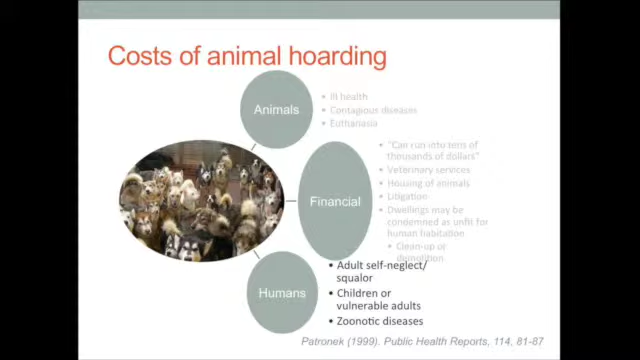 Costs of animal hoarding
Animals
• Ill health
• Contagious diseases
• Euthanasia
Financial
• "Can run into tens of
thousands of dollars"
• Veterinary services
• Housing of animals
• Litigation
• Dwellings may be
condemned as unfit for
human habitation
• Clean-up or
demolition
Humans
• Adult self-neglect/
squalor
• Children or
vulnerable adults
• Zoonotic diseases
Patronek (1999). Public Health Reports, 114, 81-87